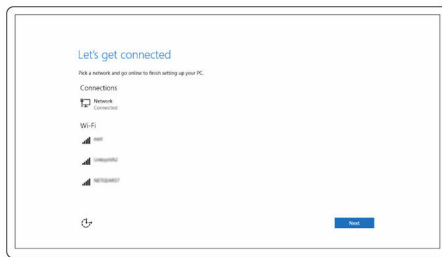 Let's get connected
Pick a network and go online to finish setting up your PC.
Connections
Network
Connected
Wi-Fi
Next